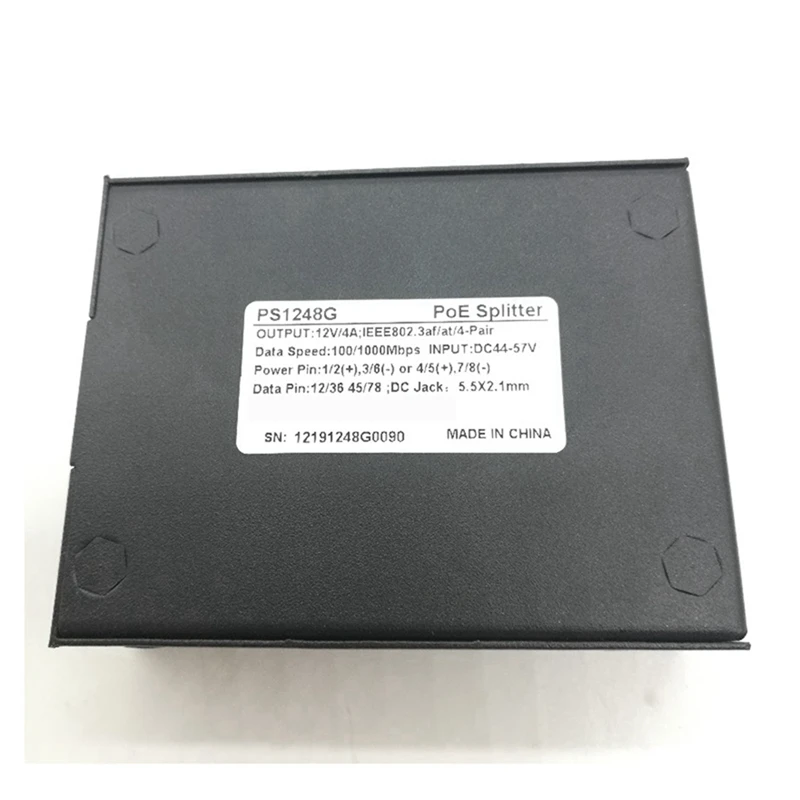 PS1248G PoE Splitter
OUTPUT:12V/4A;IEEE802.3af/at/4-Pair
Data Speed:100/1000Mbps INPUT:DC44-57V
Power Pin:1/2(+),3/6(-) or 4/5(+),7/8(-)
Data Pin:12/36 45/78 ;DC Jack: 5.5X2.1mm
SN: 12191248G0090 MADE IN CHINA